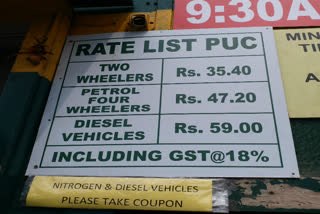 9:30A
RATE LIST PUC
TWO
WHEELERS
Rs. 35.40
PETROL
FOUR
WHEELERS
Rs. 47.20
DIESEL
VEHICLES
Rs. 59.00
INCLUDING GST@18%
NITROGEN & DIESEL VEHICLES
PLEASE TAKE COUPON